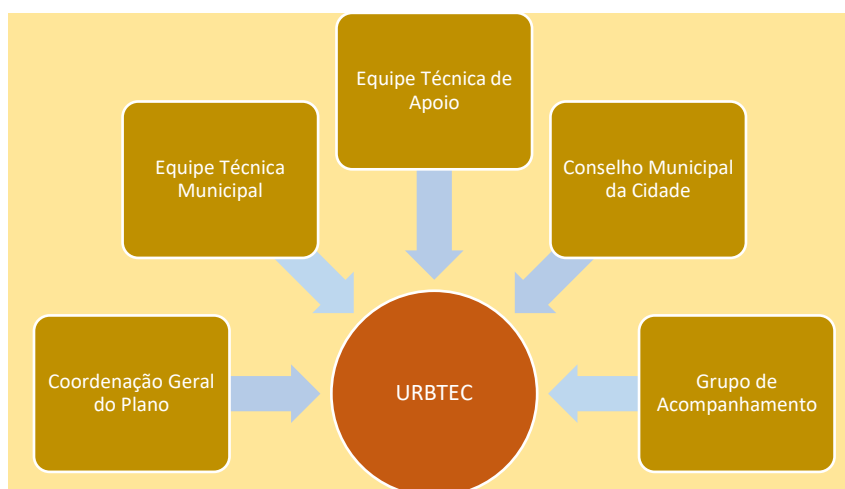 Equipe Técnica de
Apoio
Equipe Técnica
Municipal
Conselho Municipal
da Cidade
Coordenação Geral
do Plano
URBTEC
Grupo de
Acompanhamento